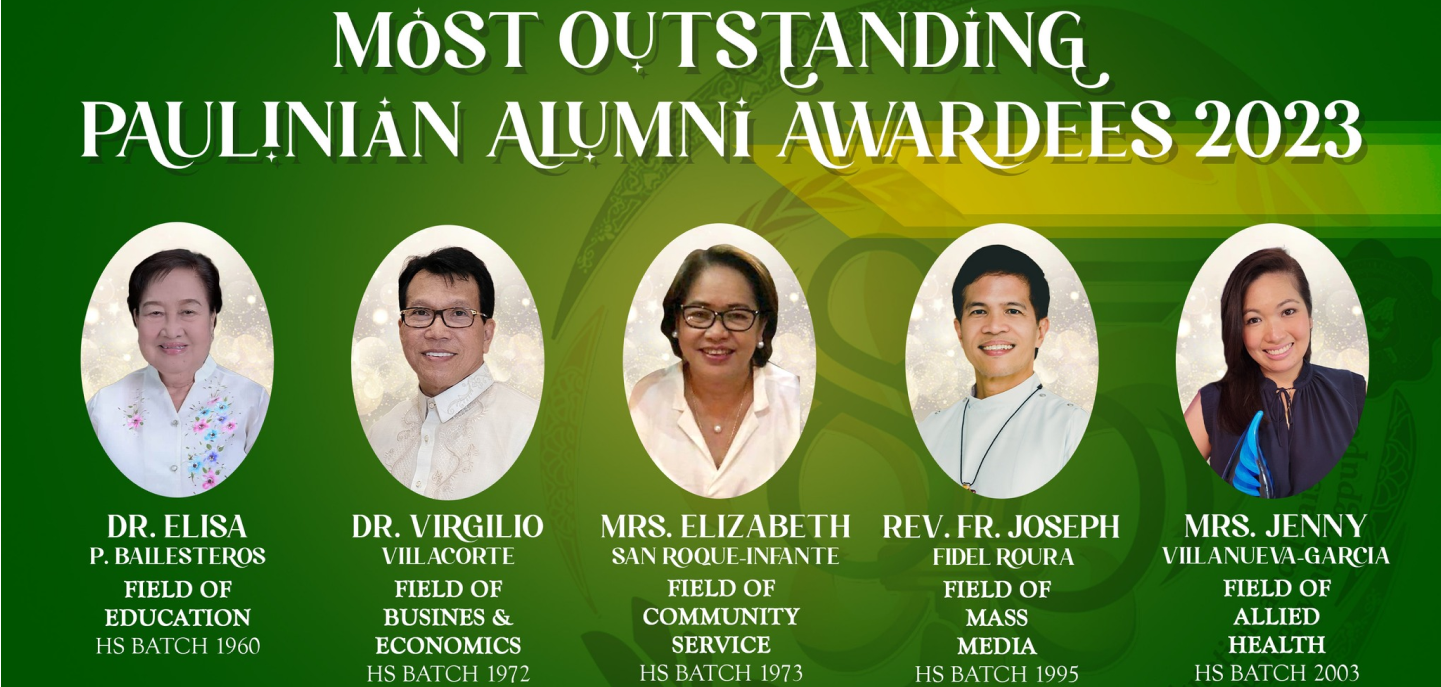 MOST OUTSTANDING
PAULINIAN ALUMNI AWARDEES 2023
DR. ELISA
P. BALLESTEROS
FIELD OF
EDUCATION
HS BATCH 1960
DR. VIRGILIO
VILLACORTE
FIELD OF
BUSINES &
ECONOMICS
HS BATCH 1972
MRS. ELIZABETH
SAN ROQUE-INFANTE
FIELD OF
COMMUNITY
SERVICE
HS BATCH 1973
REV. FR. JOSEPH
FIDEL ROURA
FIELD OF
MASS
MEDIA
HS BATCH 1995
MRS. JENNY
VILLANUEVA-GARCIA
FIELD OF
ALLIED
HEALTH
HS BATCH 2003